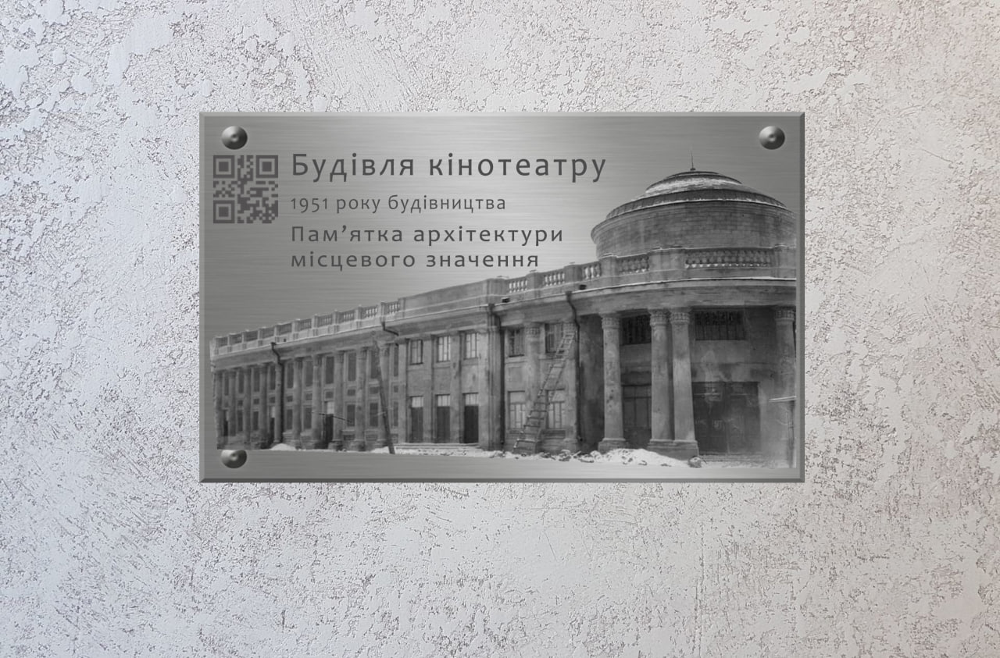 Будівля кінотеатру
1951 року будівництва
Пам’ятка архітектури
місцевого значення